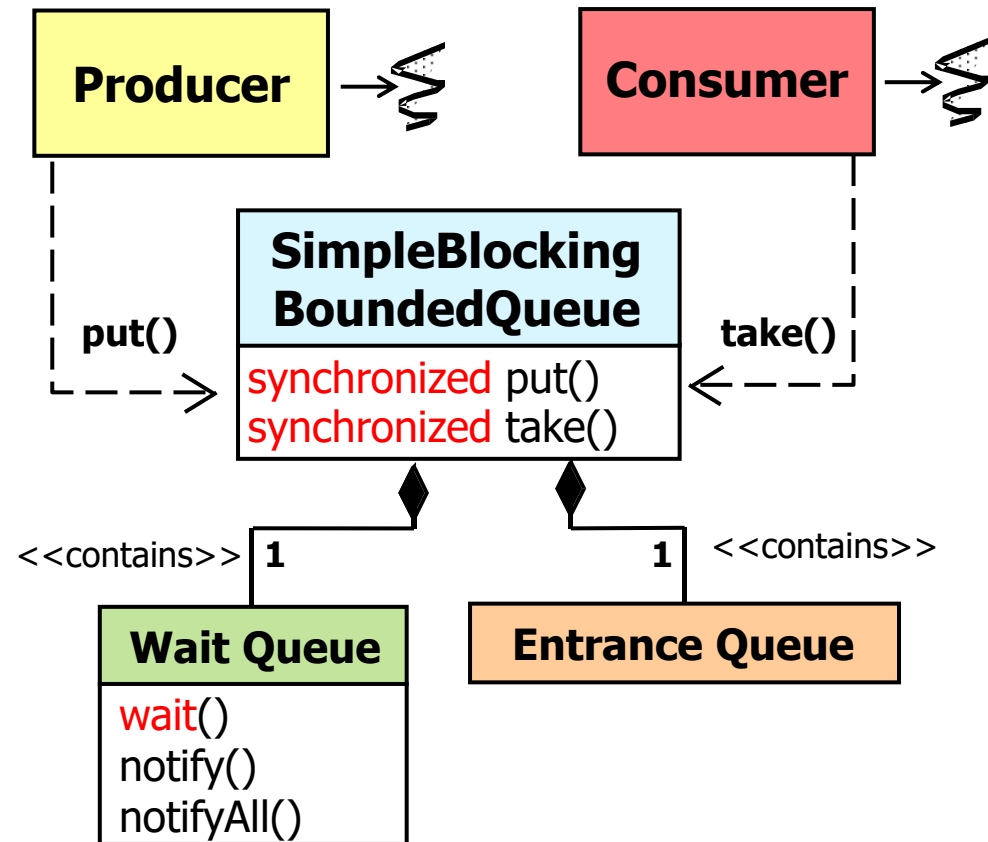 Producer
Consumer
SimpleBlocking
BoundedQueue
put()
take()
synchronized put()
synchronized take()
<<contains>>
1
1
<<contains>>
Wait Queue
Entrance Queue
wait()
notify()
notifyAll()